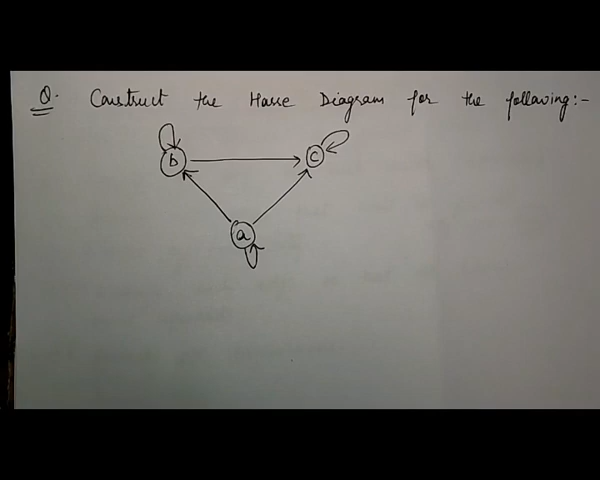 Q. Construct the Hasse Diagram for the following:-
b c
a